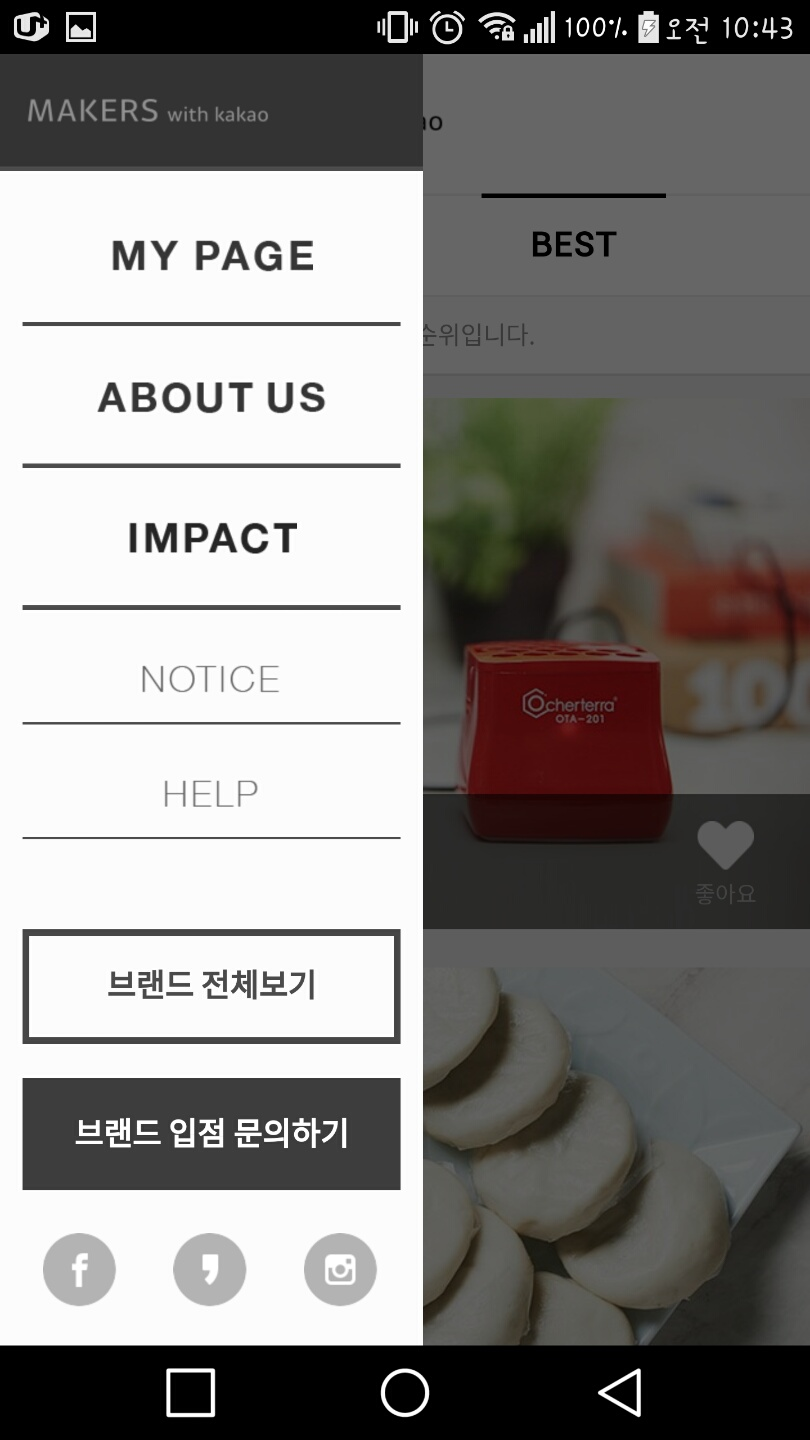 100% 오전 10:43
MAKERS with kakao
BEST
순위입니다.
MY PAGE
ABOUT US
IMPACT
NOTICE
HELP
Ocherterra
OTA-201
100
좋아요
브랜드 전체보기
브랜드 입점 문의하기